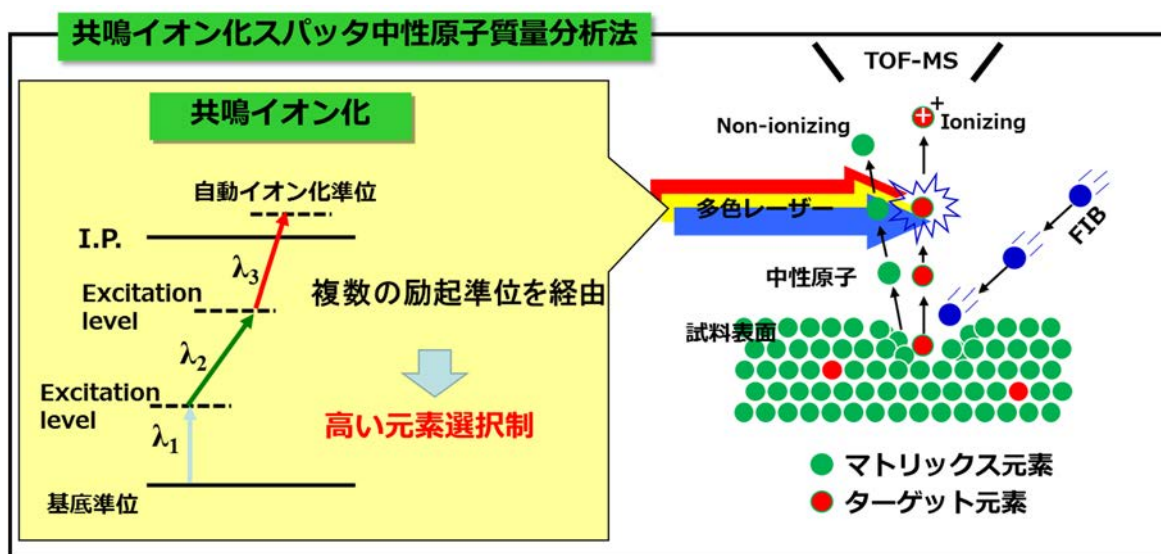 共鳴イオン化スパッタ中性原子質量分析法
共鳴イオン化
自動イオン化準位
I.P.
λ3
Excitation
level
複数の励起準位を経由
λ2
Excitation
level
λ1
高い元素選択制
基底準位
TOF-MS
Non-ionizing
+
+
Ionizing
多色レーザー
FIB
中性原子
試料表面
マトリックス元素
ターゲット元素